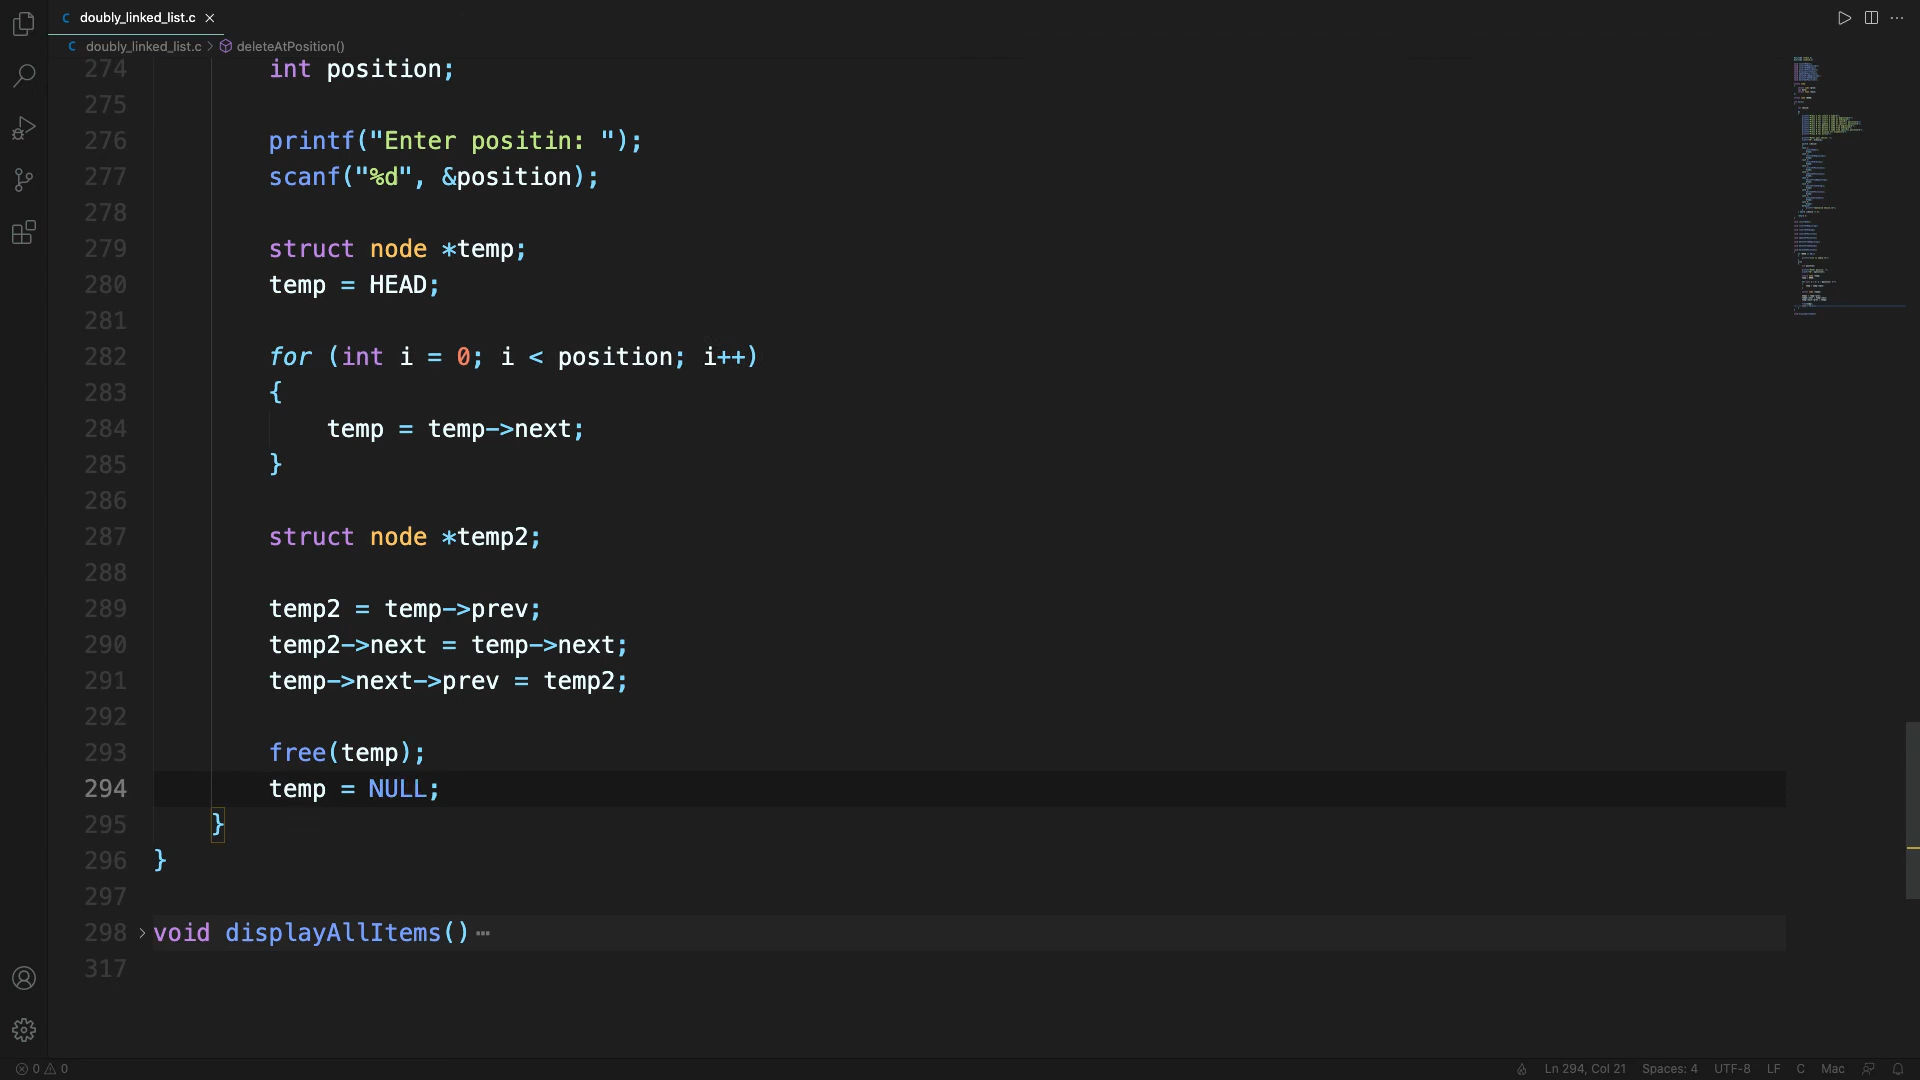 C doubly_linked_list.c ×
C doubly_linked_list.c > deleteAtPosition()
274 int position;
275
276 printf("Enter positin: ");
277 scanf("%d", &position);
278
279 struct node *temp;
280 temp = HEAD;
281
282 for (int i = 0; i < position; i++)
283 {
284 temp = temp->next;
285 }
286
287 struct node *temp2;
288
289 temp2 = temp->prev;
290 temp2->next = temp->next;
291 temp->next->prev = temp2;
292
293 free(temp);
294 temp = NULL;
295 }
296 }
297
298 > void displayAllItems() ⋯
317
0 0 Ln 294, Col 21 Spaces: 4 UTF-8 LF C Mac